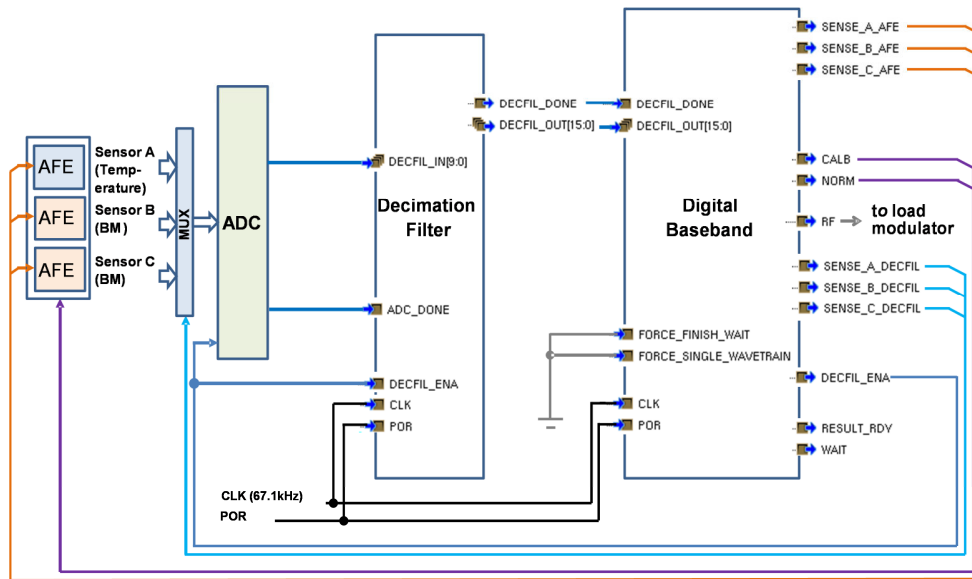 AFE
AFE
AFE
Sensor A
(Temp-
erature)
Sensor B
(BM )
Sensor C
(BM)
MUX
ADC
DECFIL_DONE
DECFIL_OUT[15:0]
DECFIL_IN[9:0]
Decimation
Filter
ADC_DONE
DECFIL_ENA
CLK
POR
CLK (67.1kHz)
POR
DECFIL_DONE
DECFIL_OUT[15:0]
Digital
Baseband
FORCE_FINISH_WAIT
FORCE_SINGLE_WAVETRAIN
CLK
POR
SENSE_A_AFE
SENSE_B_AFE
SENSE_C_AFE
CALB
NORM
RF
to load
modulator
SENSE_A_DECFIL
SENSE_B_DECFIL
SENSE_C_DECFIL
DECFIL_ENA
RESULT_RDY
WAIT